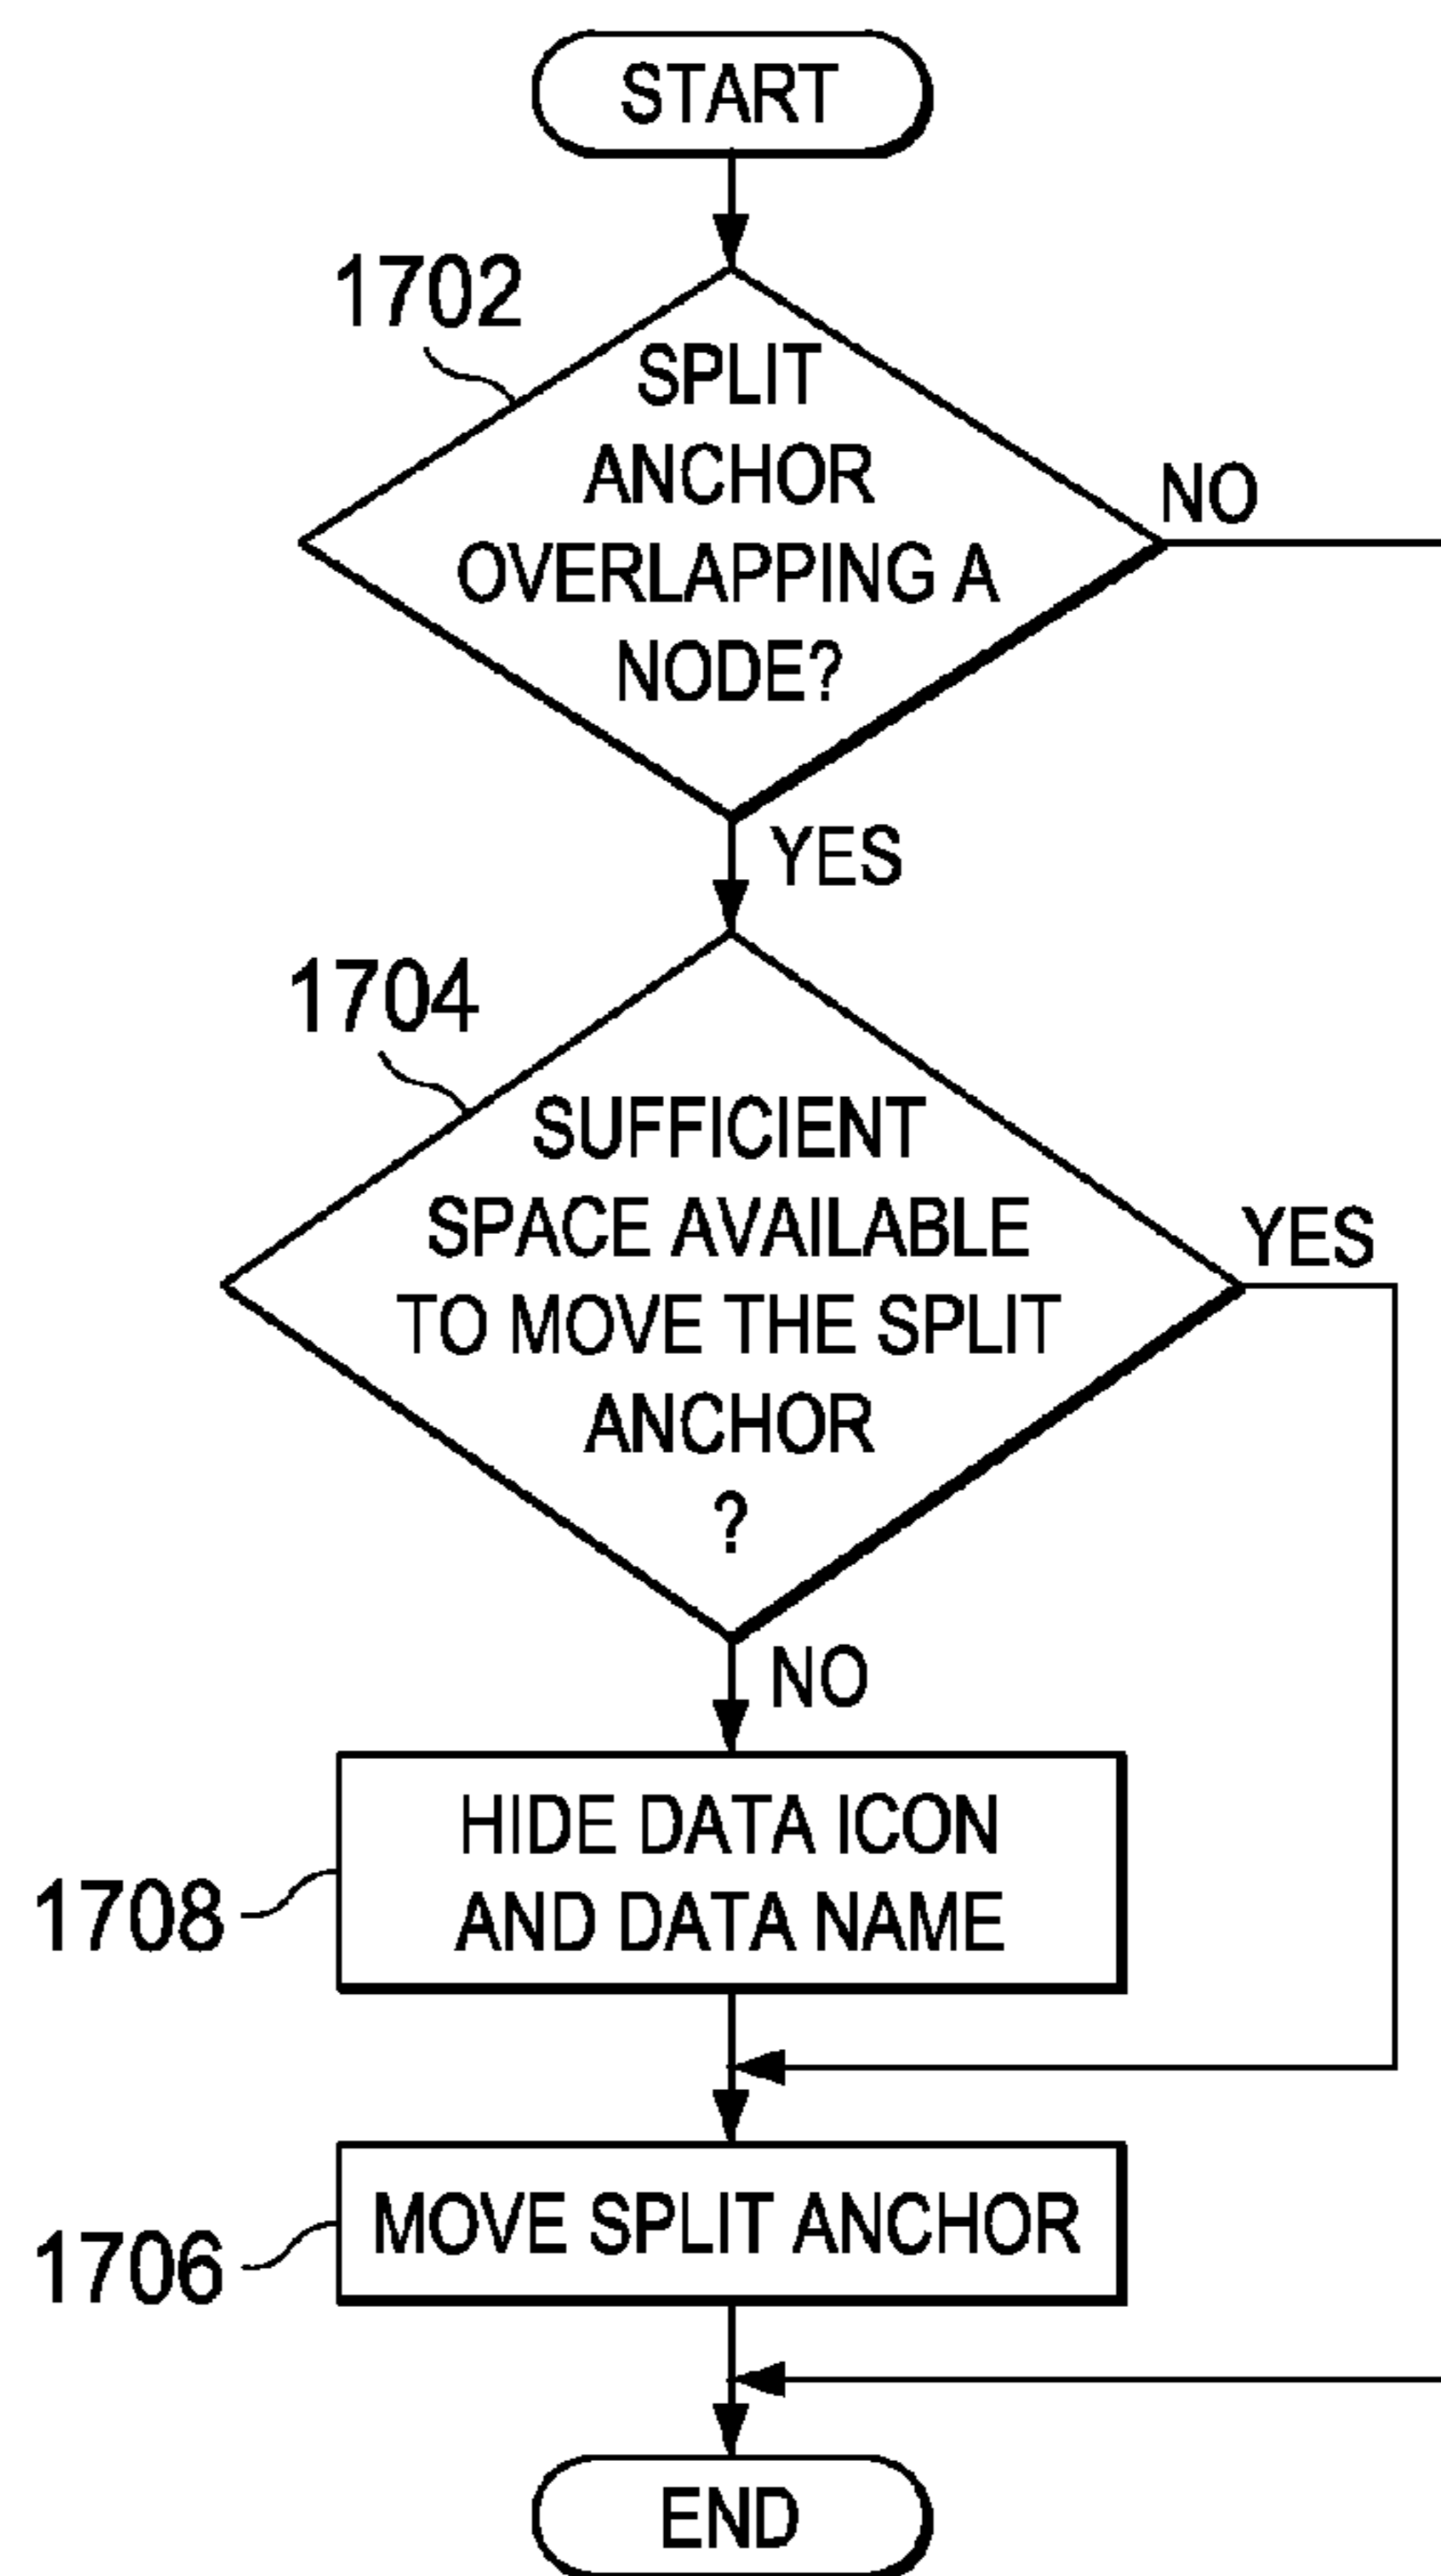 START
1702
SPLIT
ANCHOR
OVERLAPPING A
NODE?
NO
YES
1704
SUFFICIENT
SPACE AVAILABLE
TO MOVE THE SPLIT
ANCHOR
?
YES
NO
HIDE DATA ICON
AND DATA NAME
1708
MOVE SPLIT ANCHOR
1706
END